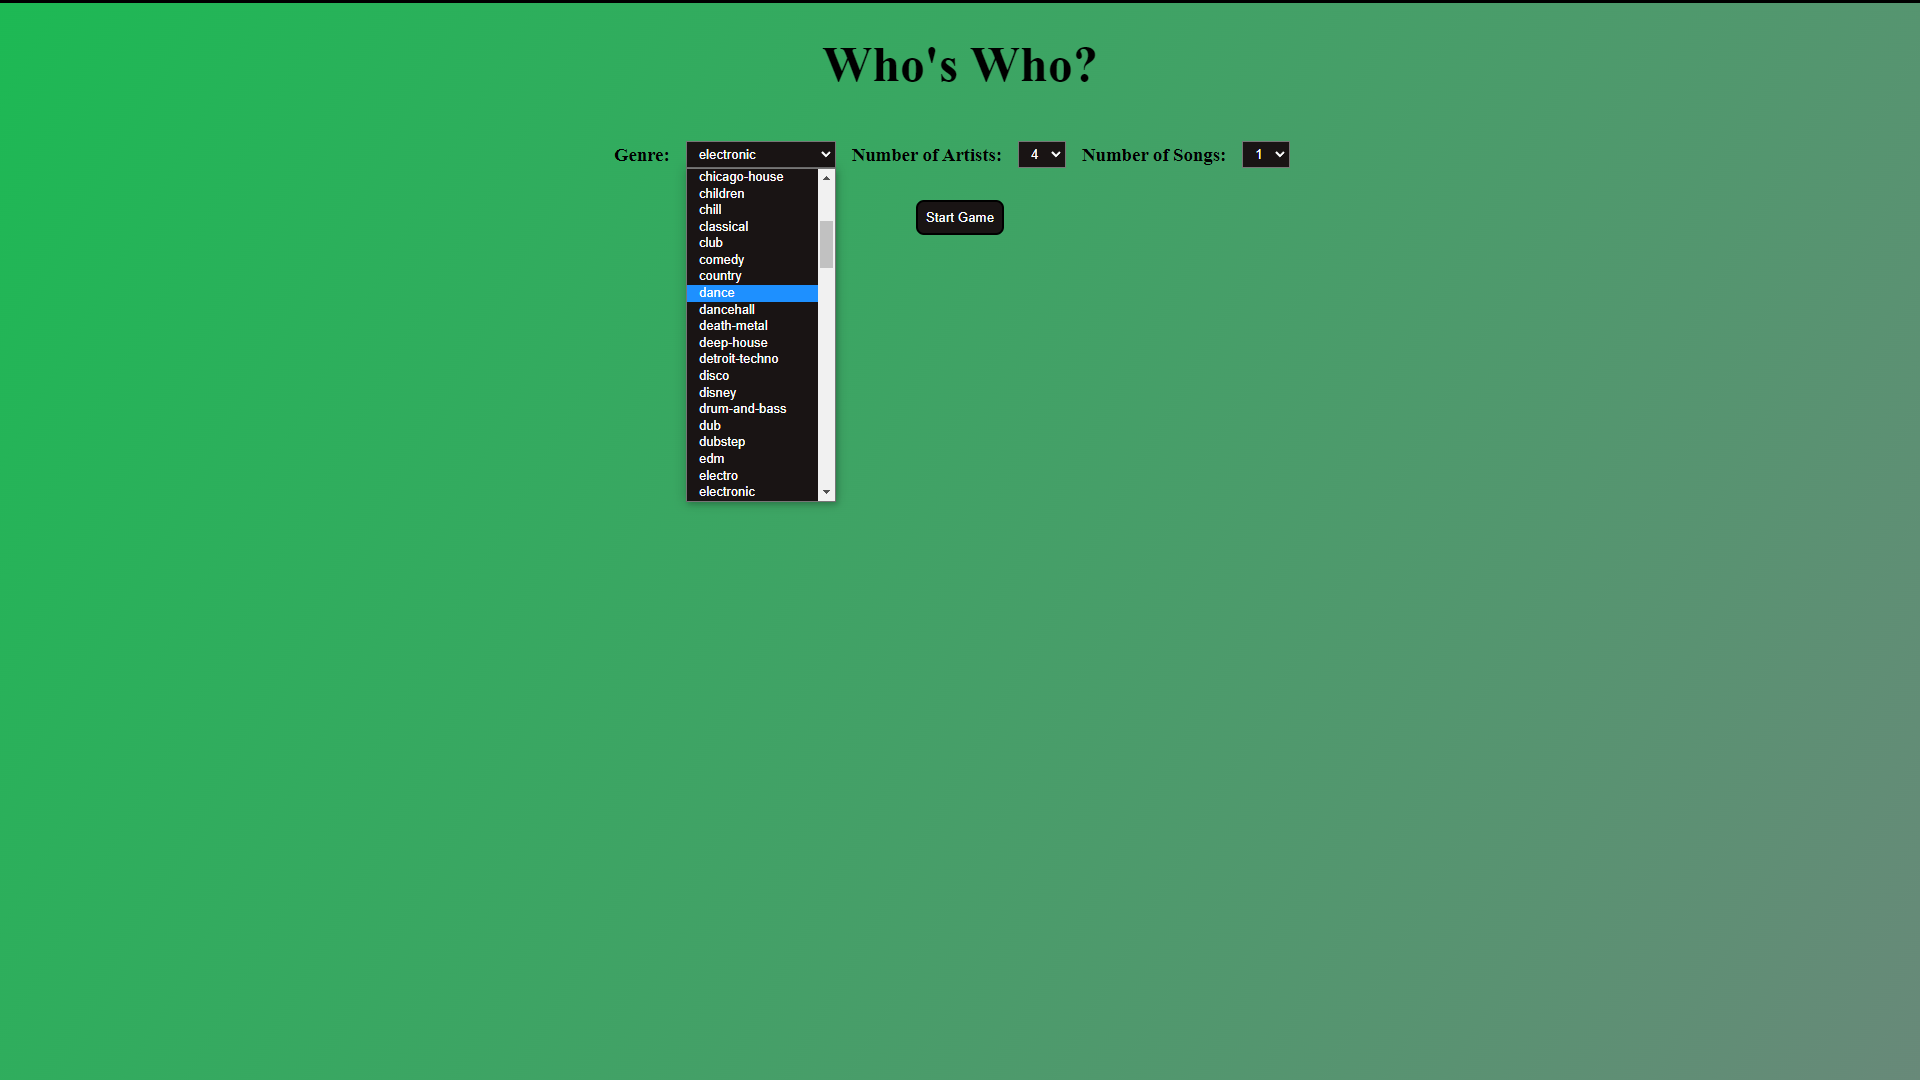 Who's Who?
Genre: electronic Number of Artists: 4 Number of Songs: 1
Start Game
chicago-house
children
chill
classical
club
comedy
country
dance
dancehall
death-metal
deep-house
detroit-techno
disco
disney
drum-and-bass
dub
dubstep
edm
electro
electronic